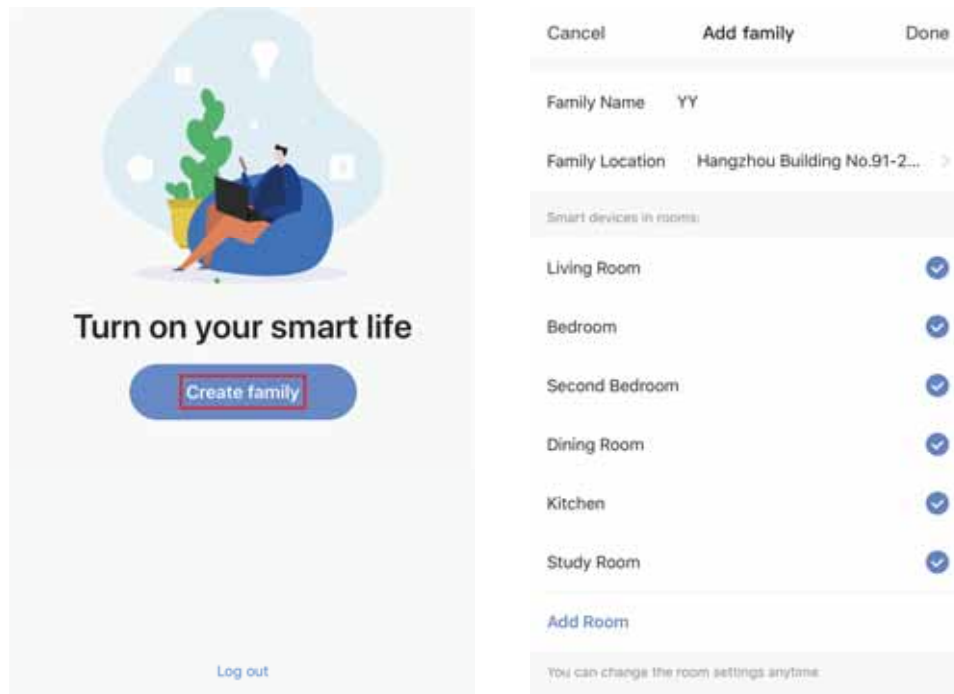 Turn on your smart life
Create family
Log out
Cancel Add family Done
Family Name YY
Family Location Hangzhou Building No.91-2...
Smart devices in rooms:
Living Room
Bedroom
Second Bedroom
Dining Room
Kitchen
Study Room
Add Room
You can change the room settings anytime